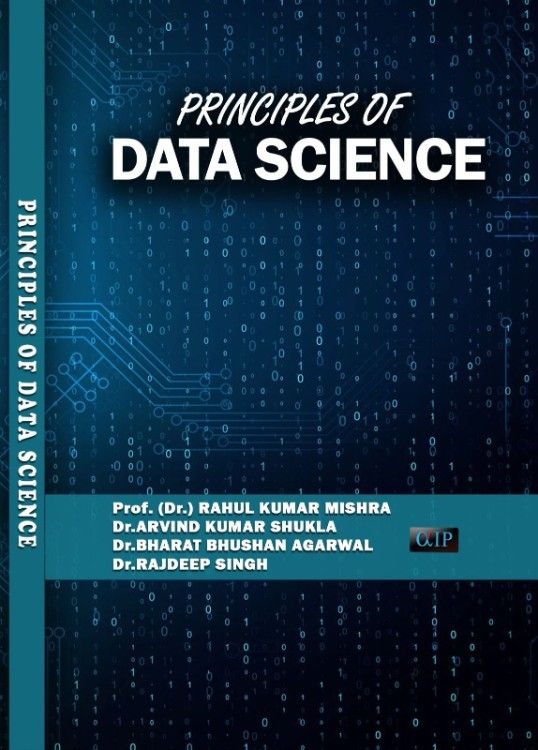 PRINCIPLES OF
DATA SCIENCE
PRINCIPLES OF DATA SCIENCE
Prof. (Dr.) RAHUL KUMAR MISHRA
Dr.ARVIND KUMAR SHUKLA
Dr.BHARAT BHUSHAN AGARWAL
Dr.RAJDEEP SINGH
αIP